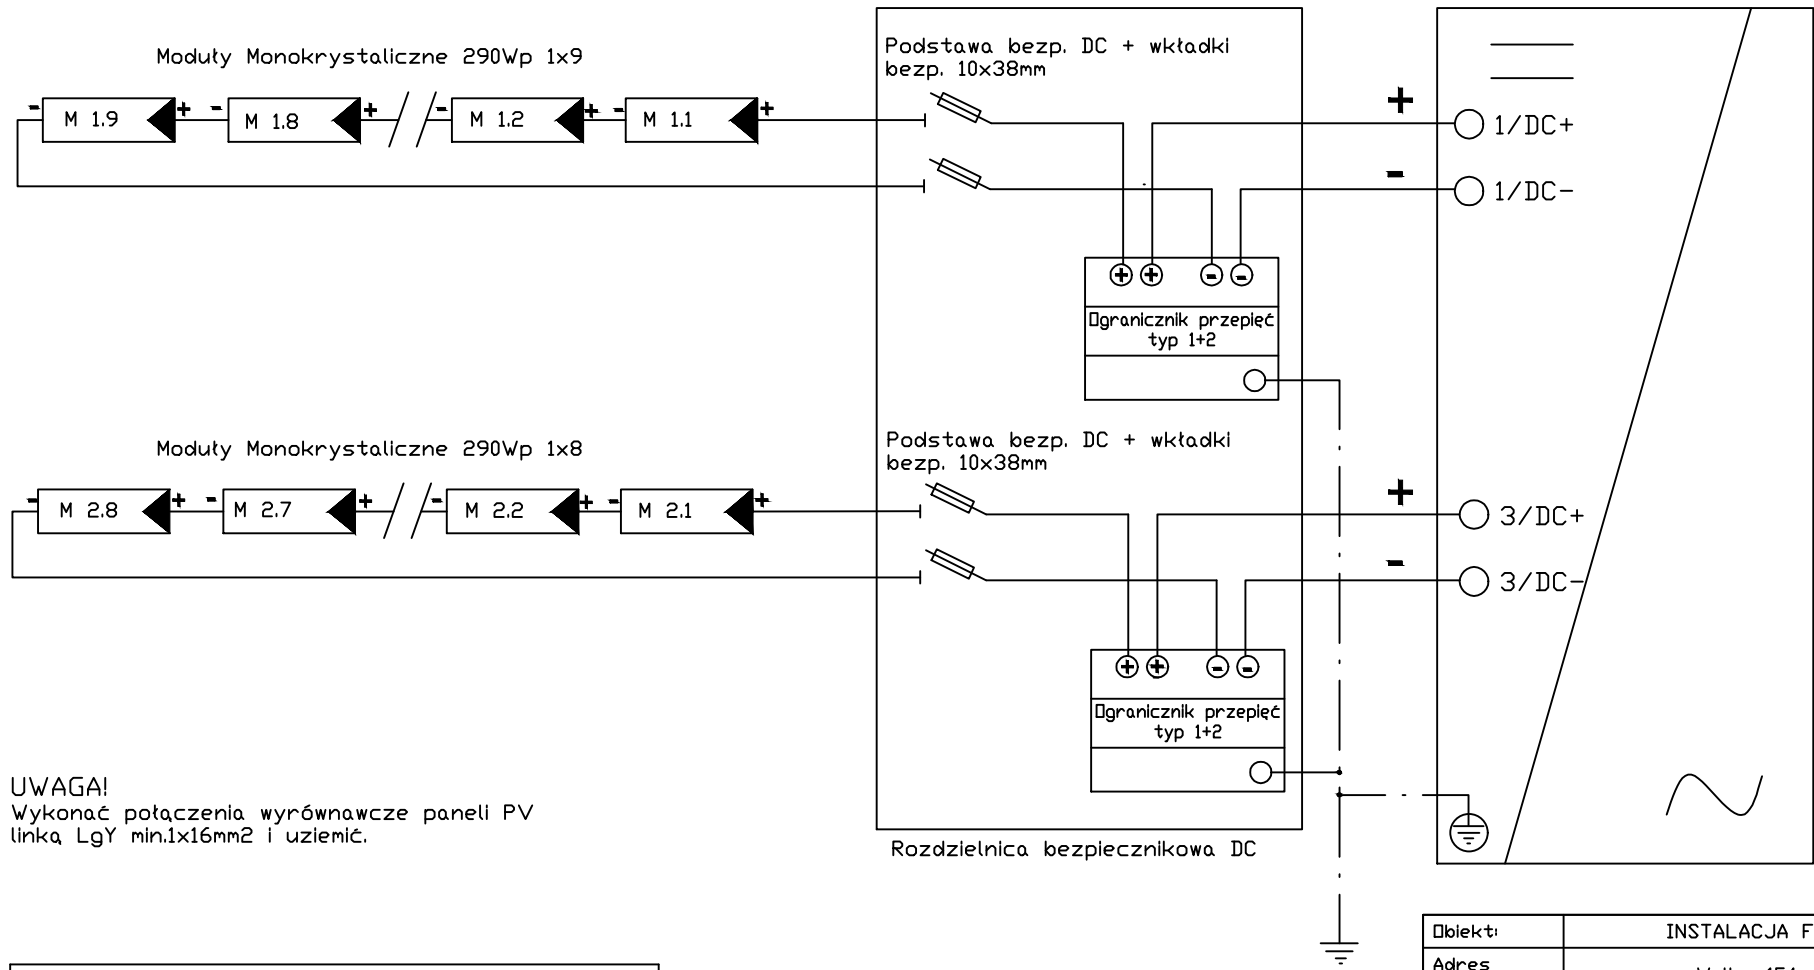 Moduły Monokrystaliczne 290Wp 1x9
- M 1.9 + - M 1.8 + - M 1.2 + - M 1.1 +
Podstawa bezp. DC + wkładki
bezp. 10x38mm
+
1/DC+
-
1/DC-
+ + - -
Ogranicznik przepięć
typ 1+2
Moduły Monokrystaliczne 290Wp 1x8
- M 2.8 + - M 2.7 + - M 2.2 + - M 2.1 +
Podstawa bezp. DC + wkładki
bezp. 10x38mm
+
3/DC+
-
3/DC-
+ + - -
Ogranicznik przepięć
typ 1+2
UWAGA!
Wykonać połączenia wyrównawcze paneli PV
linką LgY min.1x16mm2 i uziemić.
Rozdzielnica bezpiecznikowa DC
Obiekt: INSTALACJA F
Adres